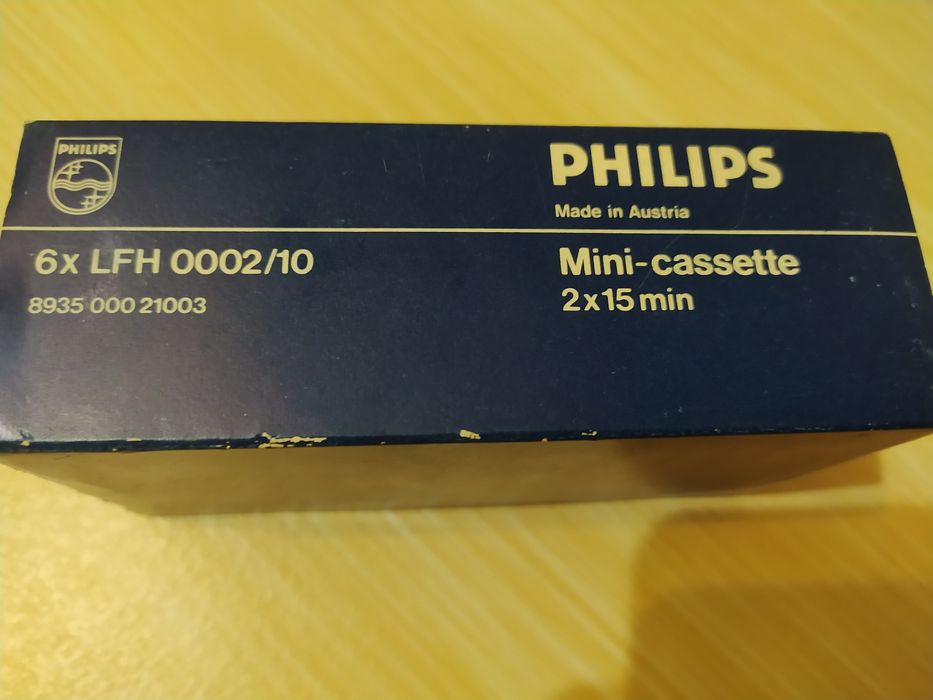 PHILIPS
PHILIPS
Made in Austria
6x LFH 0002/10
8935 000 21003
Mini-cassette
2x15 min